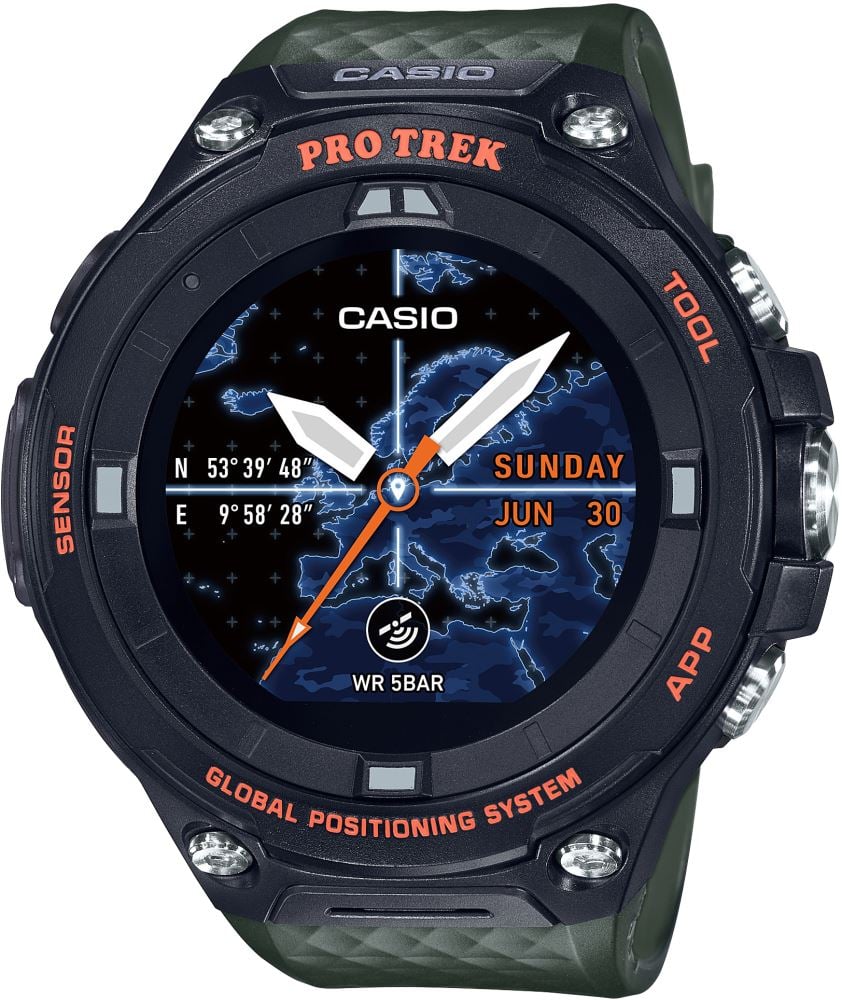 CASIO
PRO TREK
TOOL
CASIO
SENSOR
N 53° 39′ 48″
E 9° 58′ 28″
SUNDAY
JUN 30
APP
WR 5BAR
GLOBAL POSITIONING SYSTEM